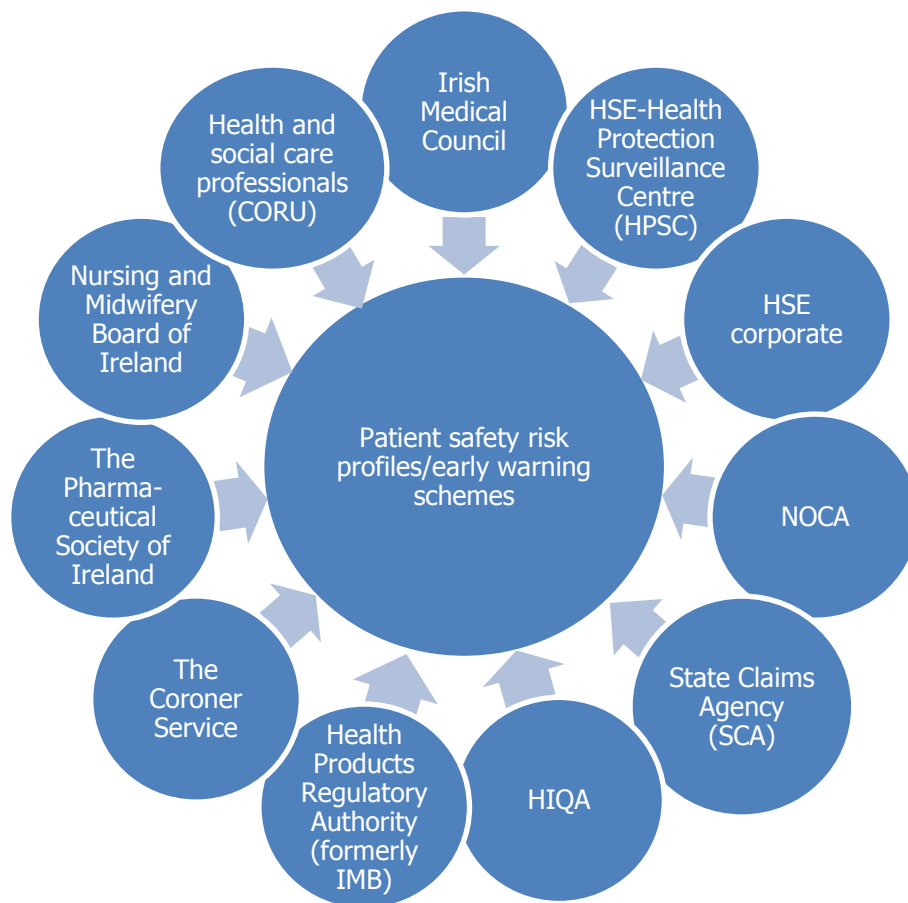 Irish
Medical
Council
HSE-Health
Protection
Surveillance
Centre
(HPSC)
HSE
corporate
NOCA
State Claims
Agency
(SCA)
HIQA
Health
Products
Regulatory
Authority
(formerly
IMB)
The
Coroner
Service
The
Pharma-
ceutical
Society of
Ireland
Nursing and
Midwifery
Board of
Ireland
Health and
social care
professionals
(CORU)
Patient safety risk
profiles/early warning
schemes